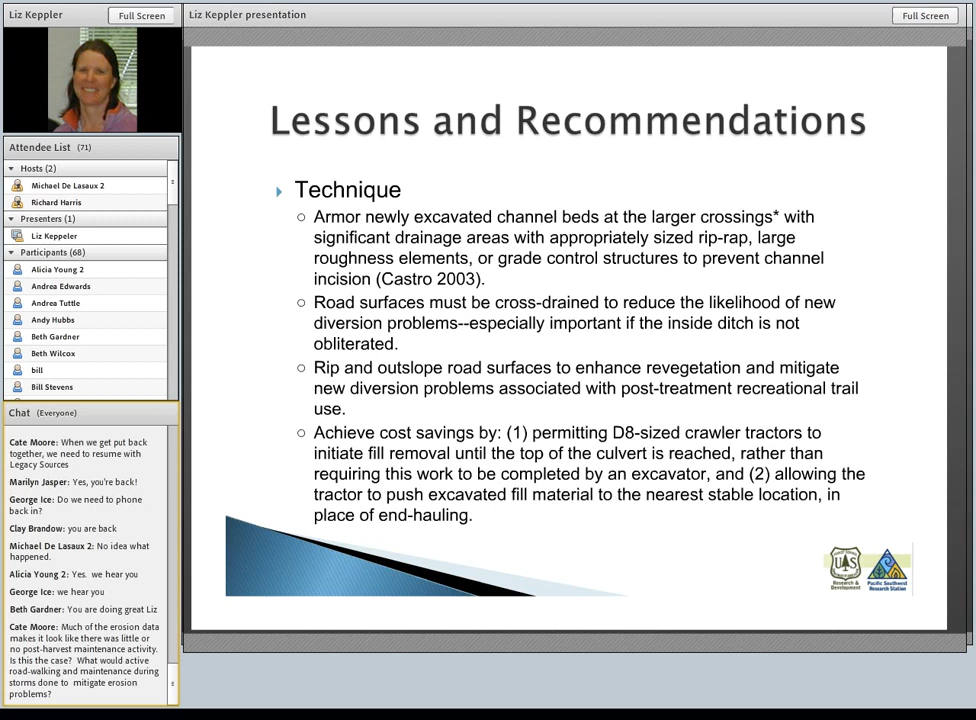 Liz Keppler
Full Screen
Liz Keppler presentation
Full Screen
Attendee List (71)
Hosts (2)
Michael De Lasaux 2
Richard Harris
Presenters (1)
Liz Keppeler
Participants (68)
Alicia Young 2
Andrea Edwards
Andrea Tuttle
Andy Hubbs
Beth Gardner
Beth Wilcox
bill
Bill Stevens
Chat (Everyone)
Cate Moore: When we get put back
together, we need to resume with
Legacy Sources
Marilyn Jasper: Yes, you're back!
George Ice: Do we need to phone
back in?
Clay Brandow: you are back
Michael De Lasaux 2: No idea what
happened.
Alicia Young 2: Yes. we hear you
George Ice: we hear you
Beth Gardner: You are doing great Liz
Cate Moore: Much of the erosion data
makes it look like there was little or
no post-harvest maintenance activity.
Is this the case? What would active
road-walking and maintenance during
storms done to mitigate erosion
problems?
Lessons and Recommendations
Technique
Armor newly excavated channel beds at the larger crossings* with
significant drainage areas with appropriately sized rip-rap, large
roughness elements, or grade control structures to prevent channel
incision (Castro 2003).
Road surfaces must be cross-drained to reduce the likelihood of new
diversion problems--especially important if the inside ditch is not
obliterated.
Rip and outslope road surfaces to enhance revegetation and mitigate
new diversion problems associated with post-treatment recreational trail
use.
Achieve cost savings by: (1) permitting D8-sized crawler tractors to
initiate fill removal until the top of the culvert is reached, rather than
requiring this work to be completed by an excavator, and (2) allowing the
tractor to push excavated fill material to the nearest stable location, in
place of end-hauling.
UAS
Research &
Development
Pacific Southwest
Research Station